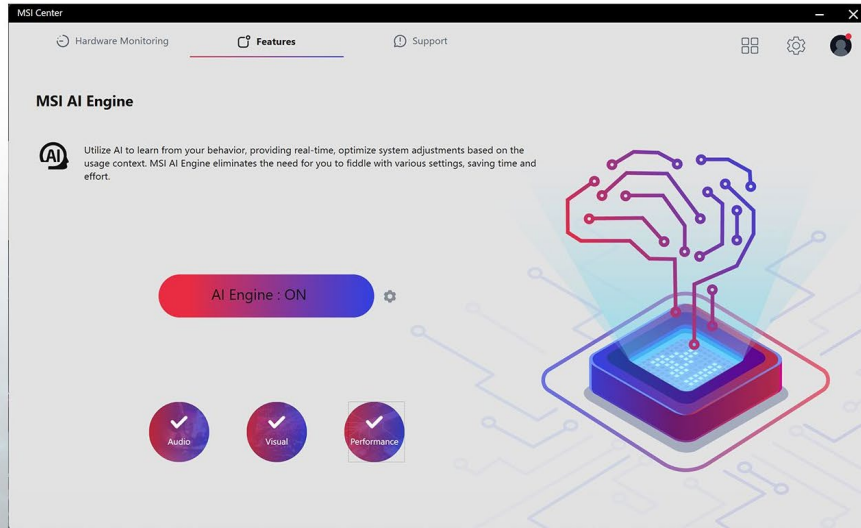 MSI Center
Hardware Monitoring
Features
Support
MSI AI Engine
AI
Utilize AI to learn from your behavior, providing real-time, optimize system adjustments based on the
usage context. MSI AI Engine eliminates the need for you to fiddle with various settings, saving time and
effort.
AI Engine : ON
Audio
Visual
Performance